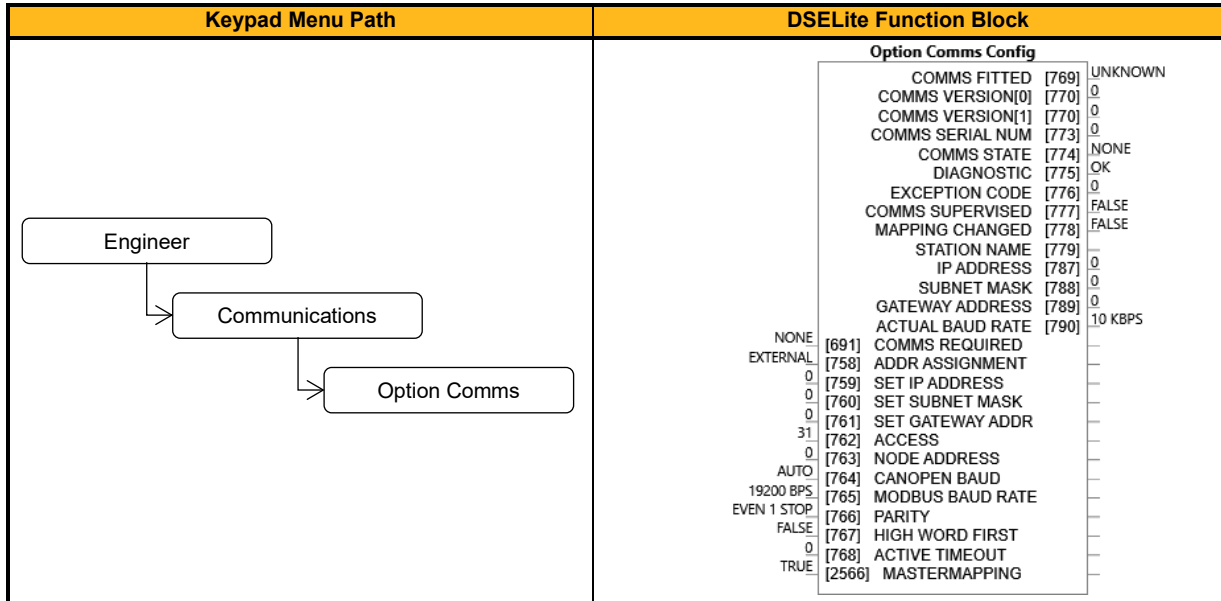 Keypad Menu Path
DSELite Function Block
Engineer
Communications
Option Comms
Option Comms Config
COMMS FITTED [769] UNKNOWN
COMMS VERSION[0] [770] 0
COMMS VERSION[1] [770] 0
COMMS SERIAL NUM [773] 0
COMMS STATE [774] NONE
DIAGNOSTIC [775] OK
EXCEPTION CODE [776] 0
COMMS SUPERVISED [777] FALSE
MAPPING CHANGED [778] FALSE
STATION NAME [779]
IP ADDRESS [787] 0
SUBNET MASK [788] 0
GATEWAY ADDRESS [789] 0
ACTUAL BAUD RATE [790] 10 KBPS
NONE [691] COMMS REQUIRED
EXTERNAL [758] ADDR ASSIGNMENT
0 [759] SET IP ADDRESS
0 [760] SET SUBNET MASK
0 [761] SET GATEWAY ADDR
31 [762] ACCESS
0 [763] NODE ADDRESS
AUTO [764] CANOPEN BAUD
19200 BPS [765] MODBUS BAUD RATE
EVEN 1 STOP [766] PARITY
FALSE [767] HIGH WORD FIRST
0 [768] ACTIVE TIMEOUT
TRUE [2566] MASTERMAPPING